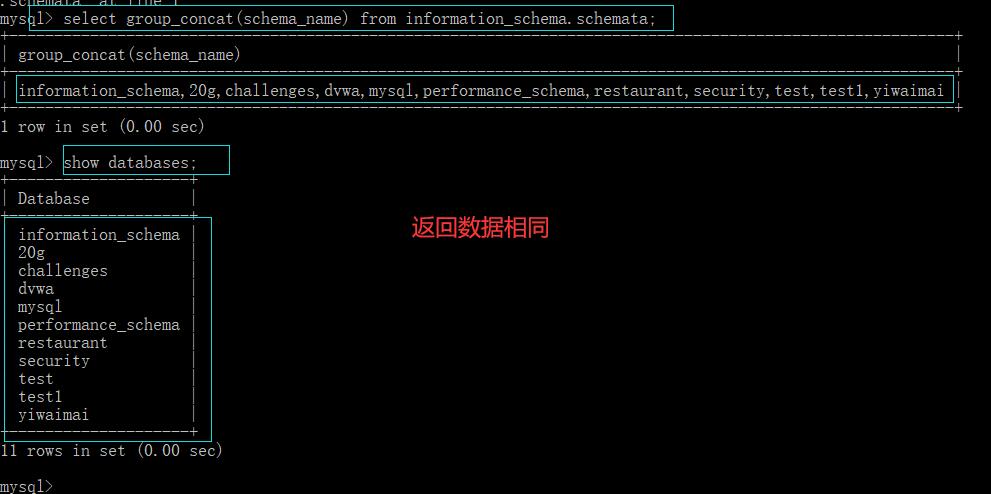 .schemata' at line 1
mysql> select group_concat(schema_name) from information_schema.schemata;
+-----------------------------------------------------------------------------------------------------------+
| group_concat(schema_name) |
+-----------------------------------------------------------------------------------------------------------+
| information_schema,20g,challenges,dvwa,mysql,performance_schema,restaurant,security,test,test1,yiwaimai |
+-----------------------------------------------------------------------------------------------------------+
1 row in set (0.00 sec)
mysql> show databases;
+--------------------+
| Database |
+--------------------+
information_schema |
20g |
challenges |
dvwa |
mysql |
performance_schema |
restaurant |
security |
test |
test1 |
yiwaimai |
+--------------------+
11 rows in set (0.00 sec)
mysql>
返回数据相同